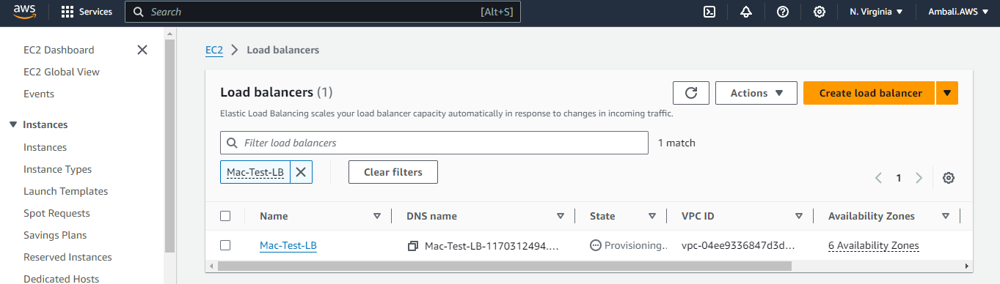 aws Services Search [Alt+S] N. Virginia Ambali.AWS
EC2 Dashboard
EC2 Global View
Events
Instances
Instances
Instance Types
Launch Templates
Spot Requests
Savings Plans
Reserved Instances
Dedicated Hosts
EC2 Load balancers
Load balancers (1) Actions Create load balancer
Elastic Load Balancing scales your load balancer capacity automatically in response to changes in incoming traffic.
Filter load balancers 1 match
Mac-Test-LB Clear filters
1
Name DNS name State VPC ID Availability Zones
Mac-Test-LB Mac-Test-LB-1170312494.... Provisioning.. vpc-04ee9336847d3d... 6 Availability Zones